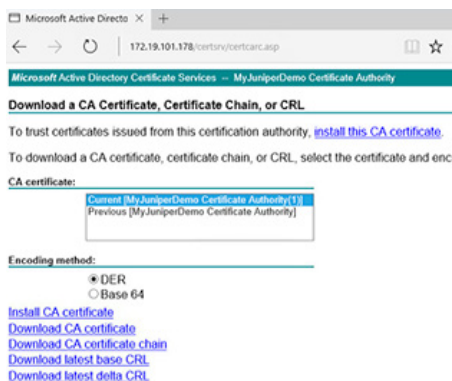 Microsoft Active Directo
172.19.101.178/certsrv/certcarc.asp
Microsoft Active Directory Certificate Services -- MyJuniperDemo Certificate Authority
Download a CA Certificate, Certificate Chain, or CRL
To trust certificates issued from this certification authority, install this CA certificate.
To download a CA certificate, certificate chain, or CRL, select the certificate and enc
CA certificate:
Current [MyJuniperDemo Certificate Authority(1)]
Previous [MyJuniperDemo Certificate Authority]
Encoding method:
DER
Base 64
Install CA certificate
Download CA certificate
Download CA certificate chain
Download latest base CRL
Download latest delta CRL